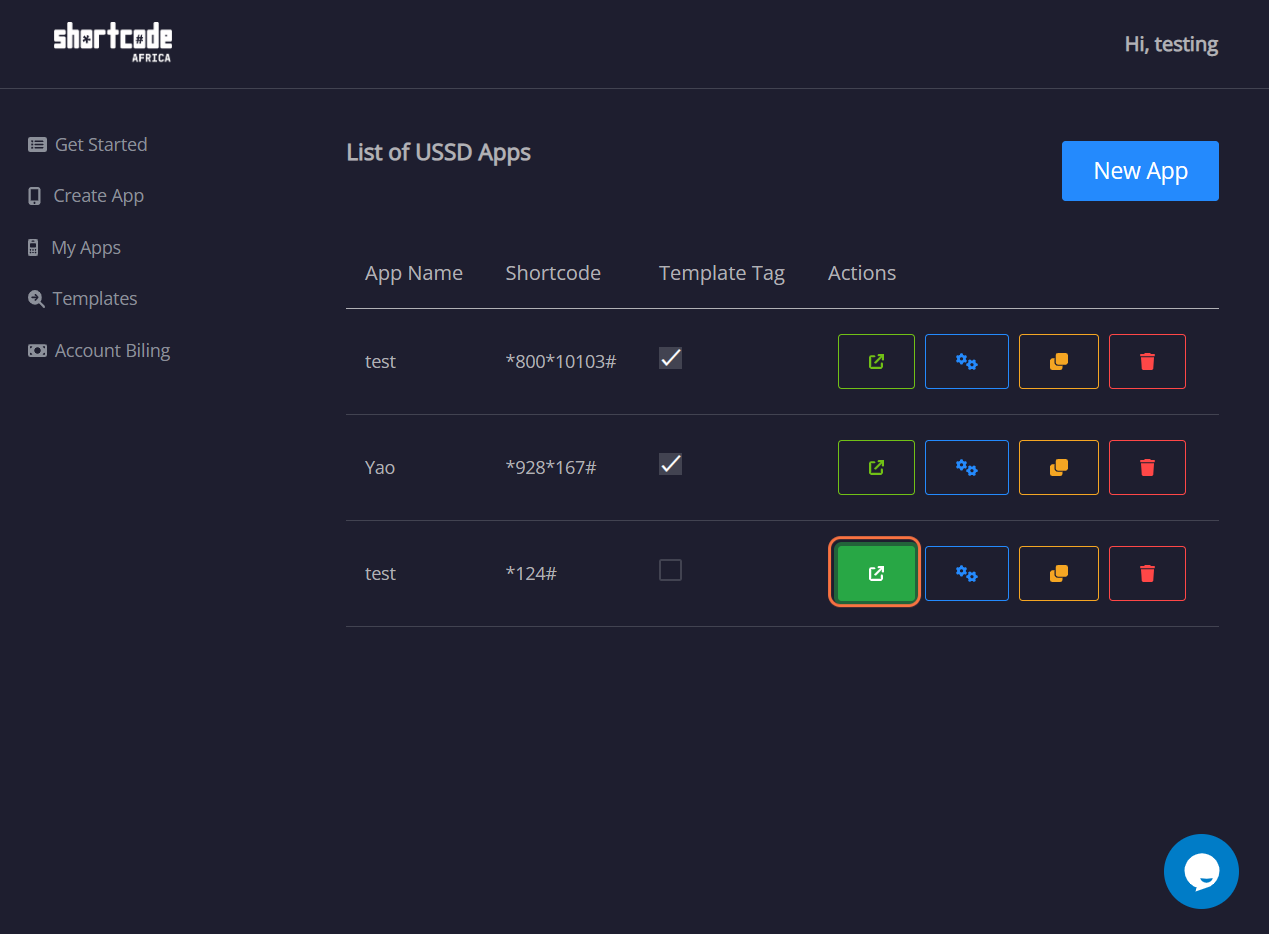 shortcode
AFRICA
Hi, testing
Get Started
Create App
My Apps
Templates
Account Biling
List of USSD Apps
New App
App Name Shortcode Template Tag Actions
test *800*10103#
Yao *928*167#
test *124#